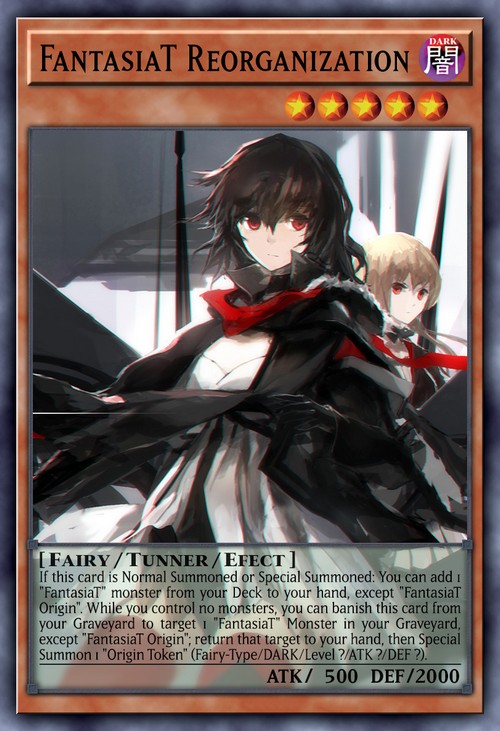 FantasiaT Reorganization
DARK
闇
[Fairy/Tunner/Efect]
If this card is Normal Summoned or Special Summoned: You can add 1
"FantasiaT" monster from your Deck to your hand, except "FantasiaT
Origin". While you control no monsters, you can banish this card from
your Graveyard to target 1 "FantasiaT" Monster in your Graveyard,
except "FantasiaT Origin"; return that target to your hand, then Special
Summon 1 "Origin Token" (Fairy-Type/DARK/Level ?/ATK ?/DEF ?).
ATK/ 500 DEF/2000